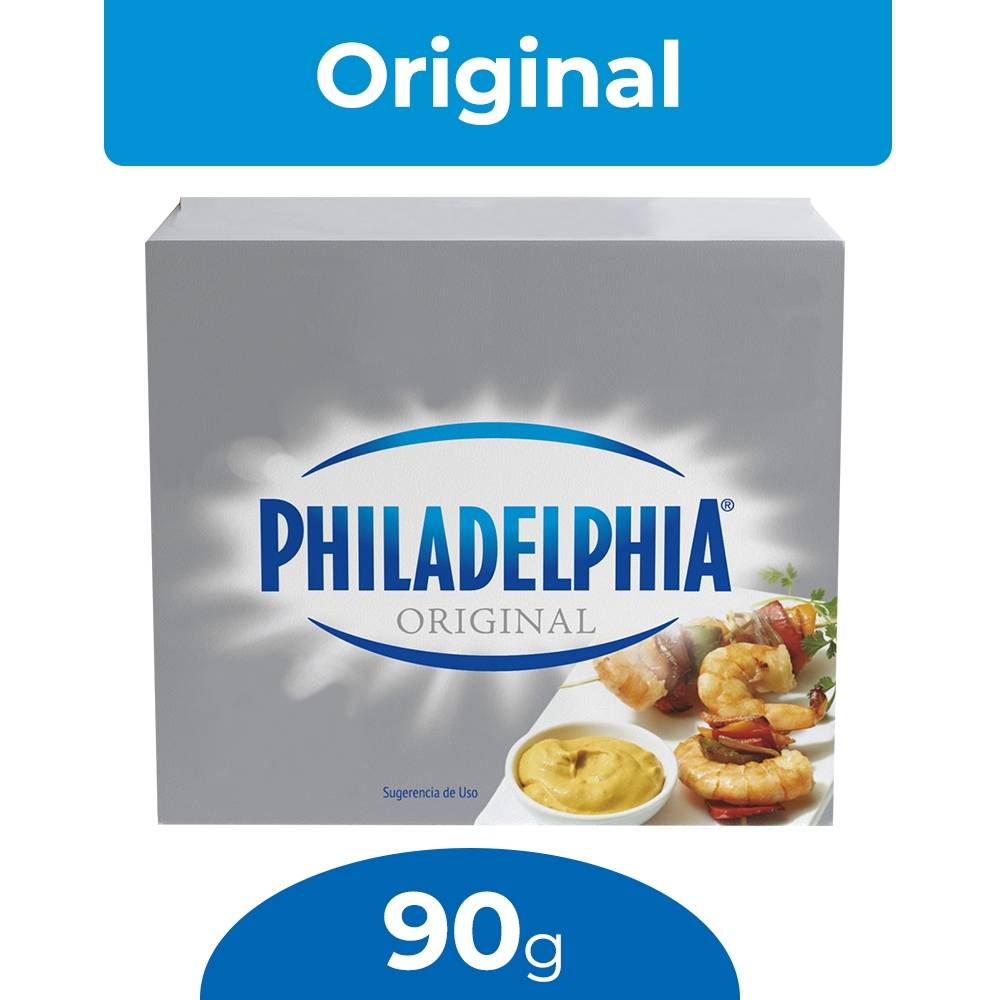 Original
PHILADELPHIA®
ORIGINAL
Sugerencia de Uso
90g